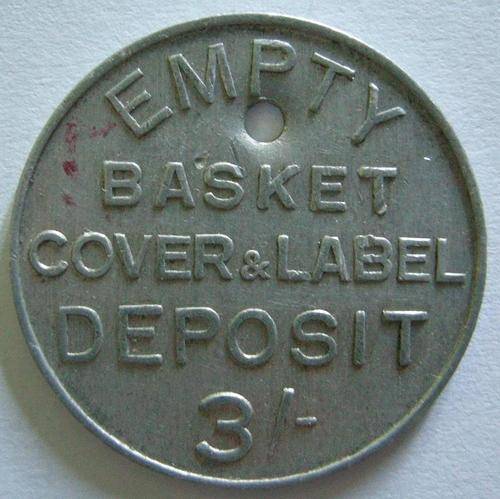 EMPTY
BASKET
COVER & LABEL
DEPOSIT
3/-